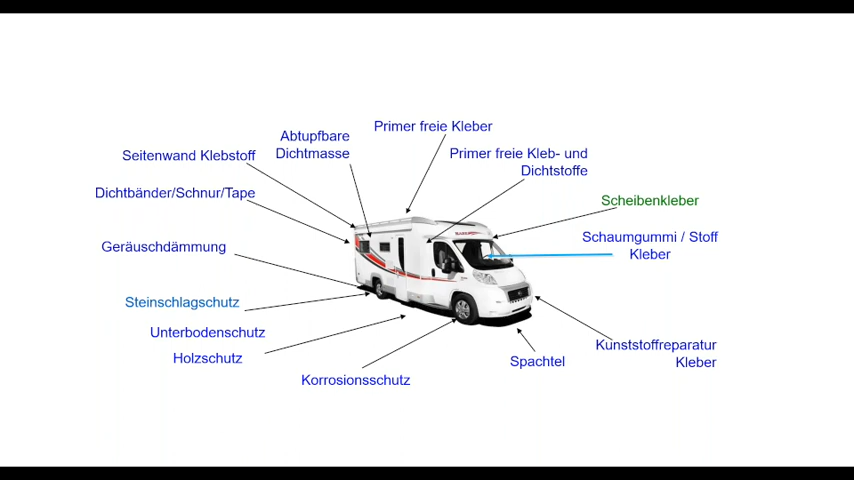 Primer freie Kleber
Abtupfbare
Dichtmasse
Seitenwand Klebstoff
Primer freie Kleb- und
Dichtstoffe
Dichtbänder/Schnur/Tape
Scheibenkleber
Schaumgummi / Stoff
Kleber
Geräuschdämmung
Steinschlagschutz
Unterbodenschutz
Holzschutz
Kunststoffreparatur
Kleber
Spachtel
Korrosionsschutz